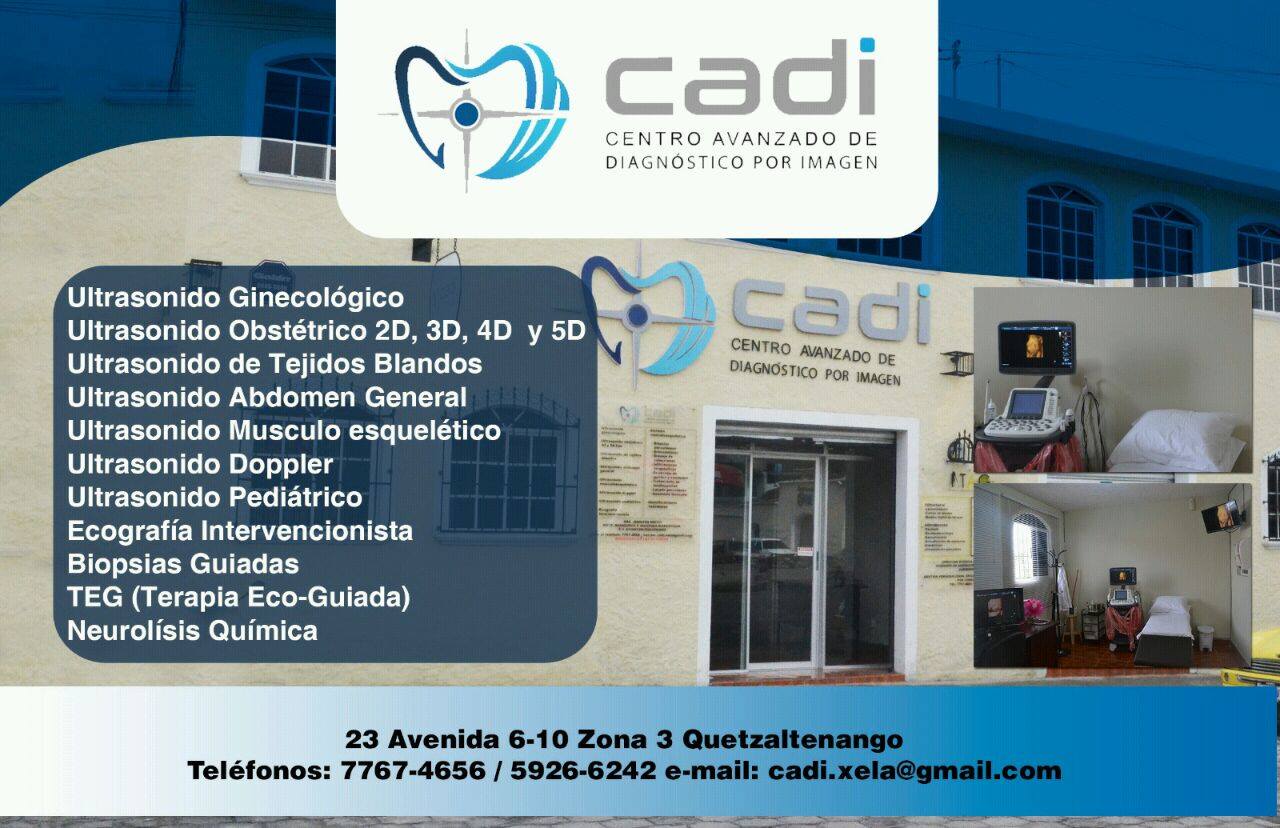 cadi
CENTRO AVANZADO DE
DIAGNÓSTICO POR IMAGEN
Ultrasonido Ginecológico
Ultrasonido Obstétrico 2D, 3D, 4D y 5D
Ultrasonido de Tejidos Blandos
Ultrasonido Abdomen General
Ultrasonido Musculo esquelético
Ultrasonido Doppler
Ultrasonido Pediátrico
Ecografía Intervencionista
Biopsias Guiadas
TEG (Terapia Eco-Guiada)
Neurolísis Química
cadi
CENTRO AVANZADO DE
DIAGNÓSTICO POR IMAGEN
cadi
23 Avenida 6-10 Zona 3 Quetzaltenango
Teléfonos: 7767-4656 / 5926-6242 e-mail: cadi.xela@gmail.com